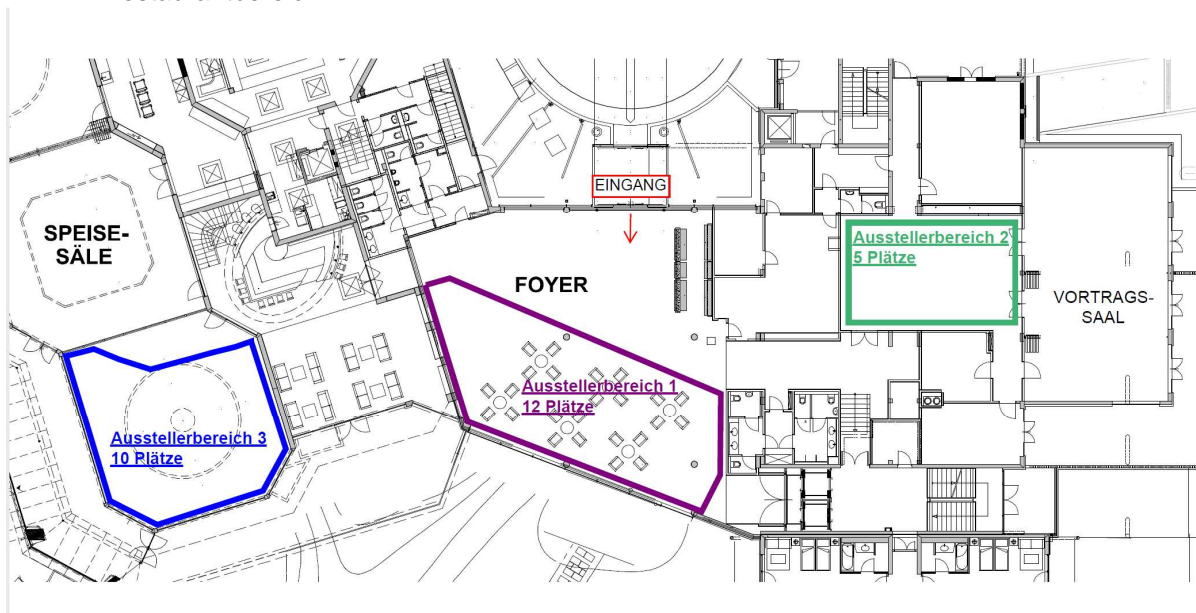 EINGANG
SPEISE-
SÄLE
FOYER
Ausstellerbereich 2
5 Plätze
VORTRAGS-
SAAL
Ausstellerbereich 1
12 Plätze
Ausstellerbereich 3
10 Plätze